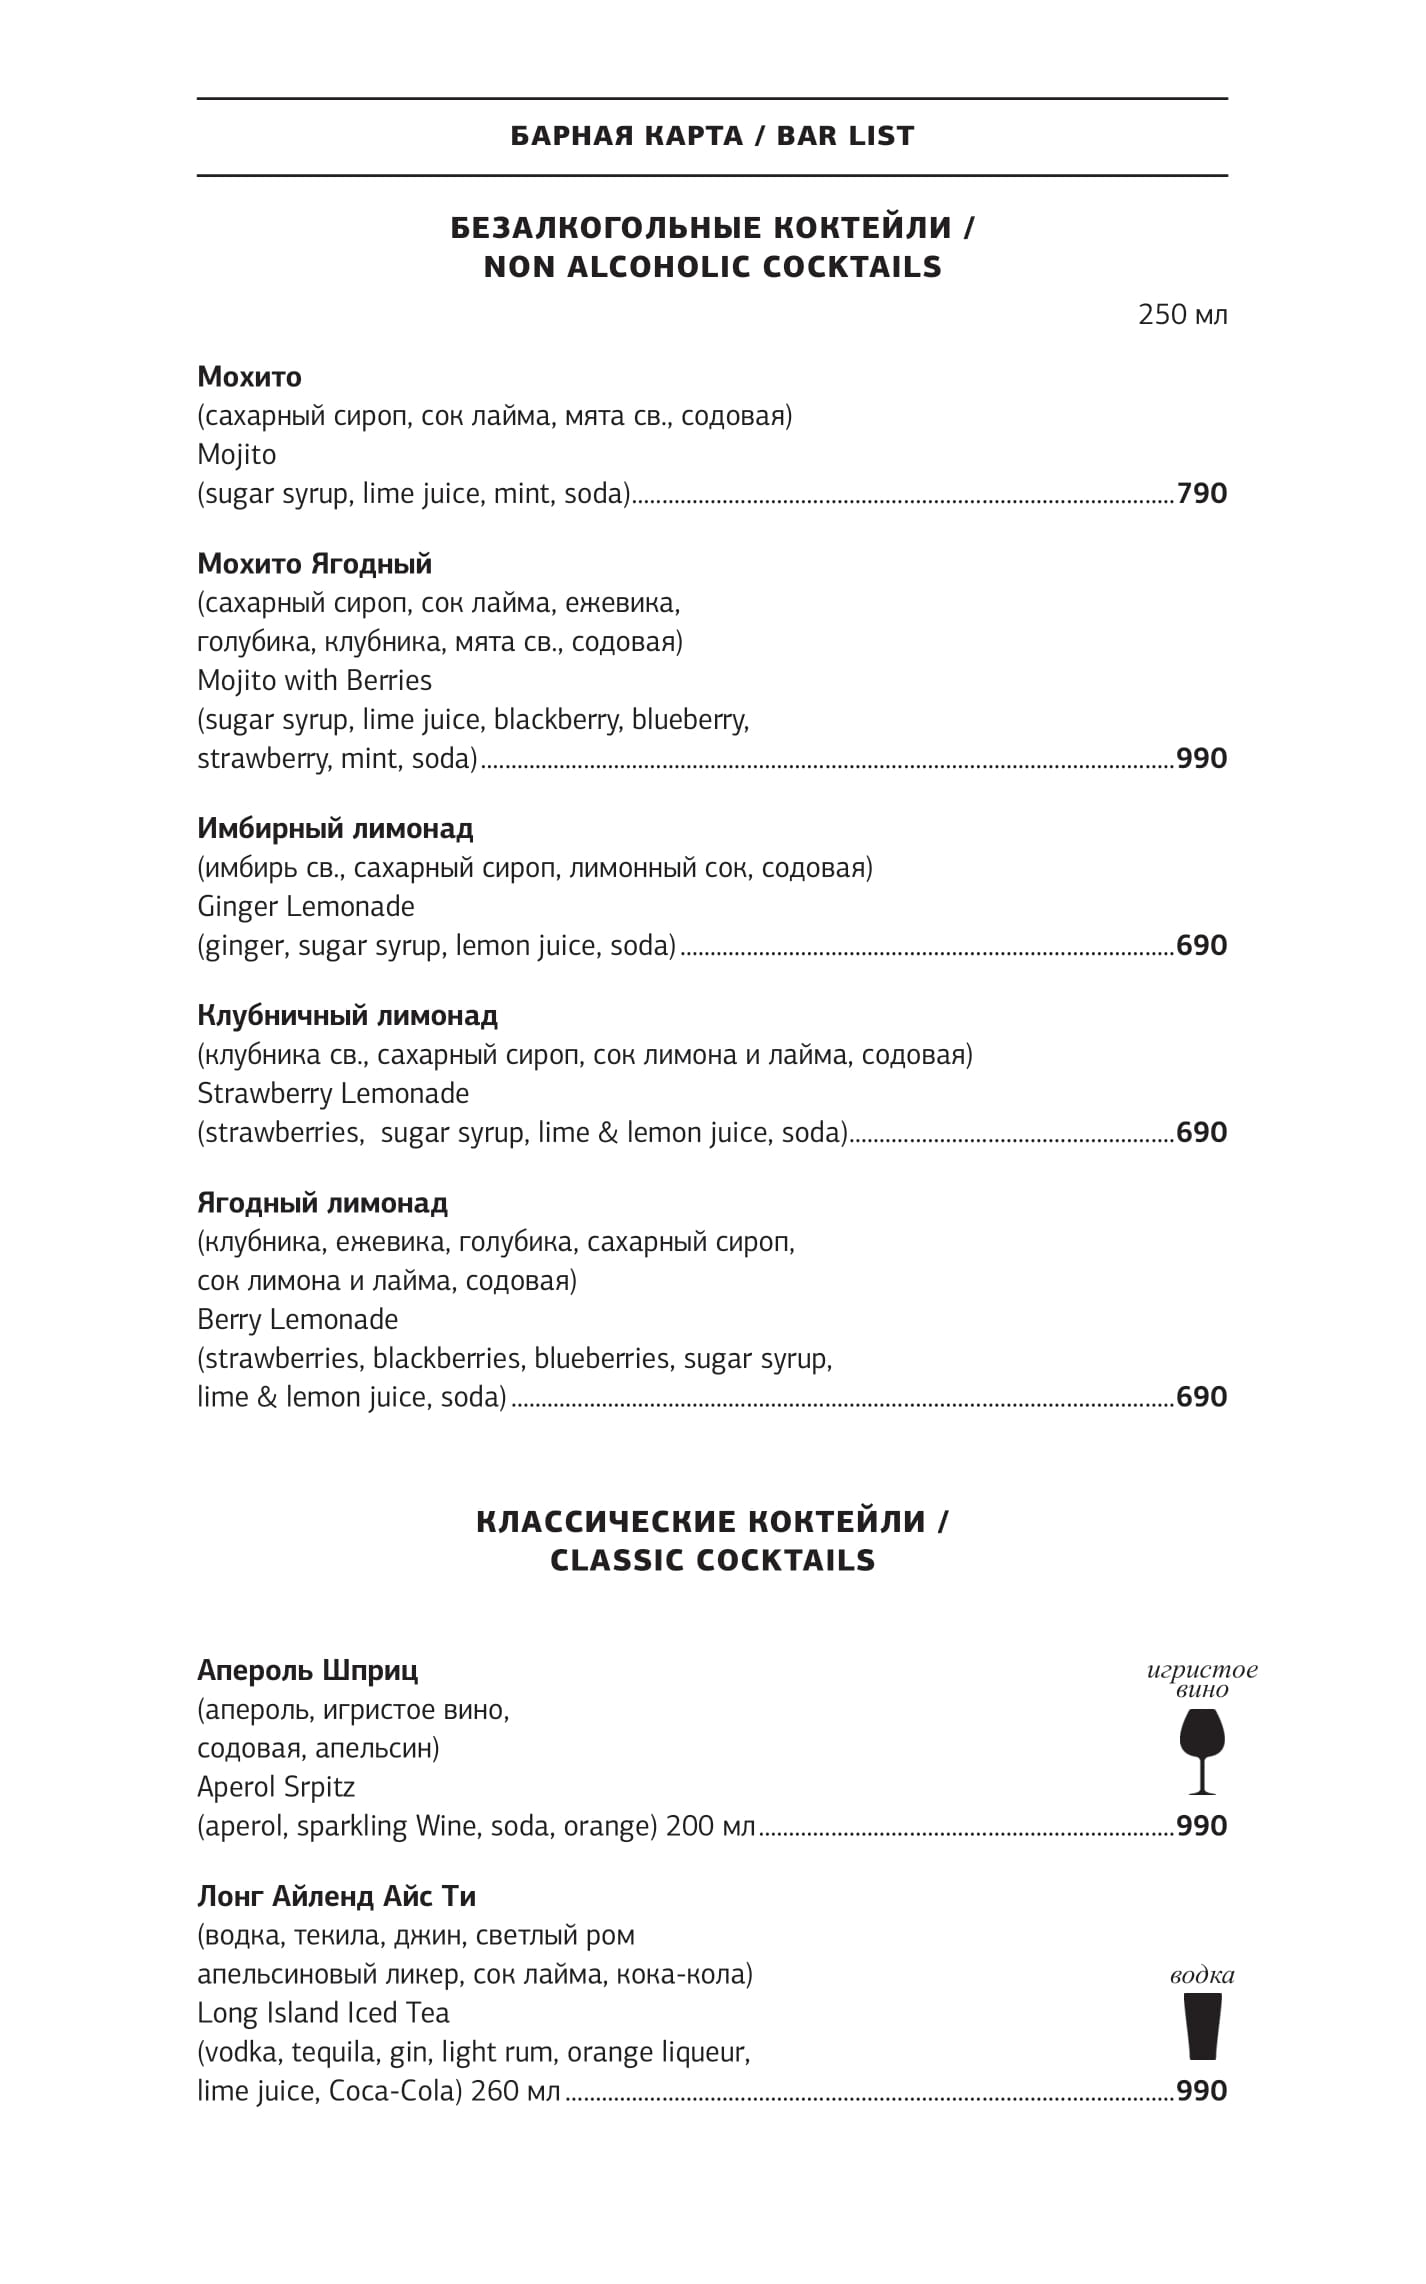 БАРНАЯ КАРТА / BAR LIST
БЕЗАЛКОГОЛЬНЫЕ КОКТЕЙЛИ /
NON ALCOHOLIC COCKTAILS
250 мл
Мохито
(сахарный сироп, сок лайма, мята св., содовая)
Mojito
(sugar syrup, lime juice, mint, soda)....................790
Мохито Ягодный
(сахарный сироп, сок лайма, ежевика,
голубика, клубника, мята св., содовая)
Mojito with Berries
(sugar syrup, lime juice, blackberry, blueberry,
strawberry, mint, soda)....................990
Имбирный лимонад
(имбирь св., сахарный сироп, лимонный сок, содовая)
Ginger Lemonade
(ginger, sugar syrup, lemon juice, soda)....................690
Клубничный лимонад
(клубника св., сахарный сироп, сок лимона и лайма, содовая)
Strawberry Lemonade
(strawberries, sugar syrup, lime & lemon juice, soda)....................690
Ягодный лимонад
(клубника, ежевика, голубика, сахарный сироп,
сок лимона и лайма, содовая)
Berry Lemonade
(strawberries, blackberries, blueberries, sugar syrup,
lime & lemon juice, soda)....................690
КЛАССИЧЕСКИЕ КОКТЕЙЛИ /
CLASSIC COCKTAILS
Апероль Шприц
игристое
вино
(апероль, игристое вино,
содовая, апельсин)
Aperol Srpitz
(aperol, sparkling Wine, soda, orange) 200 мл....................990
Лонг Айленд Айс Ти
(водка, текила, джин, светлый ром
апельсиновый ликер, сок лайма, кока-кола)
водка
Long Island Iced Tea
(vodka, tequila, gin, light rum, orange liqueur,
lime juice, Coca-Cola) 260 мл....................990